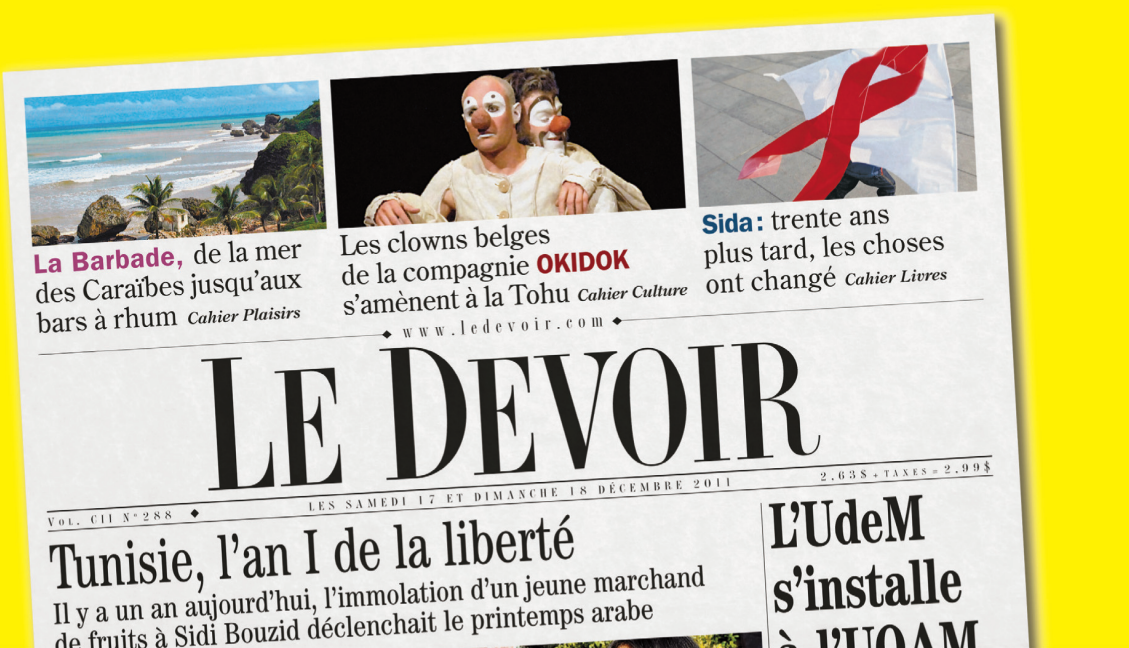 La Barbade, de la mer
des Caraïbes jusqu'aux
bars à rhum Cahier Plaisirs
Les clowns belges
de la compagnie OKIDOK
s'amènent à la Tohu Cahier Culture
Sida : trente ans
plus tard, les choses
ont changé Cahier Livres
www.ledevoir.com
LE DEVOIR
VOL. CII N° 288
LES SAMEDI 17 ET DIMANCHE 18 DÉCEMBRE 2011
2.63$ + TAXES = 2.99$
Tunisie, l'an I de la liberté
Il y a un an aujourd'hui, l'immolation d'un jeune marchand
de fruits à Sidi Bouzid déclenchait le printemps arabe
L'UdeM
s'installe
à l'UQAM